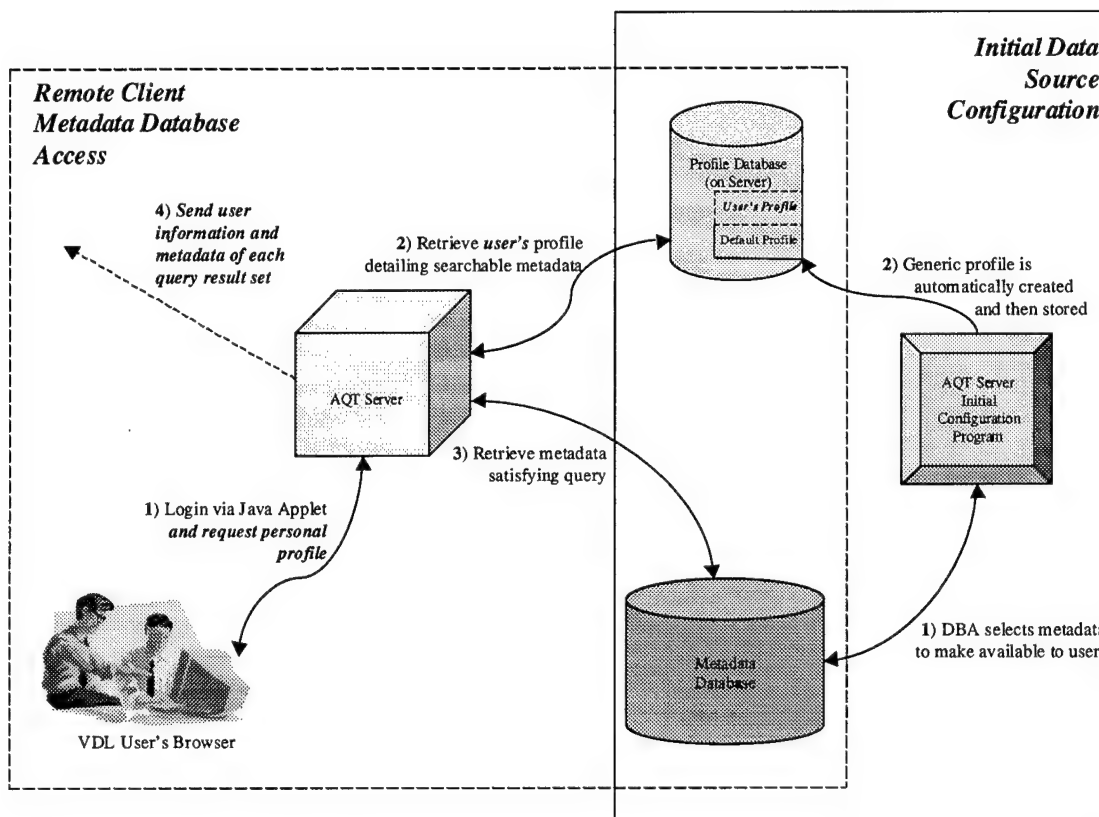 Initial Data
Source
Configuration
Remote Client
Metadata Database
Access
Profile Database
(on Server)
User's Profile
Default Profile
4) Send user
information and
metadata of each
query result set
2) Retrieve user's profile
detailing searchable metadata
2) Generic profile is
automatically created
and then stored
AQT Server
AQT Server
Initial
Configuration
Program
3) Retrieve metadata
satisfying query
1) Login via Java Applet
and request personal
profile
1) DBA selects metadata
to make available to user
Metadata
Database
VDL User's Browser